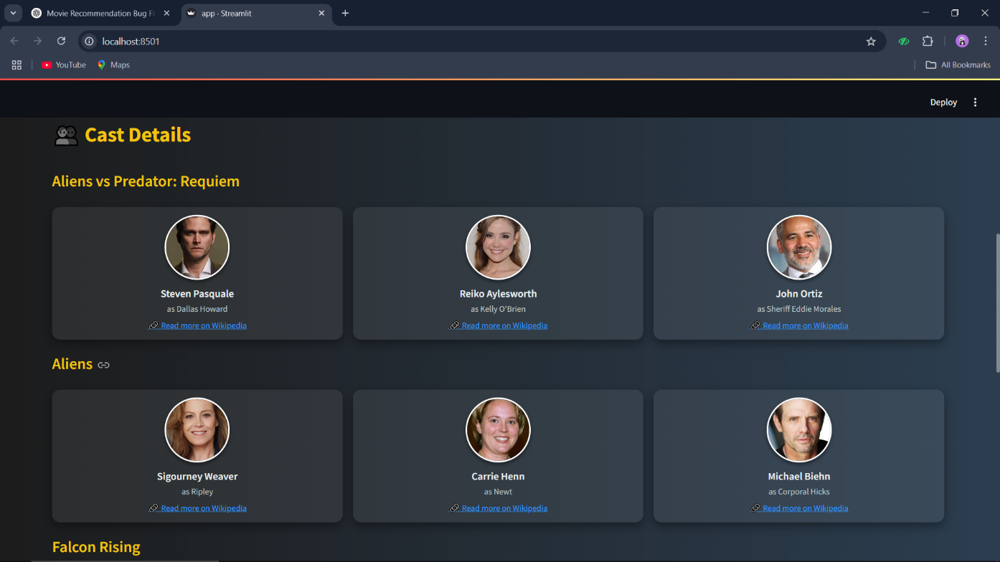 Movie Recommendation Bug Fi
app · Streamlit
localhost:8501
YouTube
Maps
All Bookmarks
Deploy
Cast Details
Aliens vs Predator: Requiem
Steven Pasquale
as Dallas Howard
Read more on Wikipedia
Reiko Aylesworth
as Kelly O'Brien
Read more on Wikipedia
John Ortiz
as Sheriff Eddie Morales
Read more on Wikipedia
Aliens
Sigourney Weaver
as Ripley
Read more on Wikipedia
Carrie Henn
as Newt
Read more on Wikipedia
Michael Biehn
as Corporal Hicks
Read more on Wikipedia
Falcon Rising